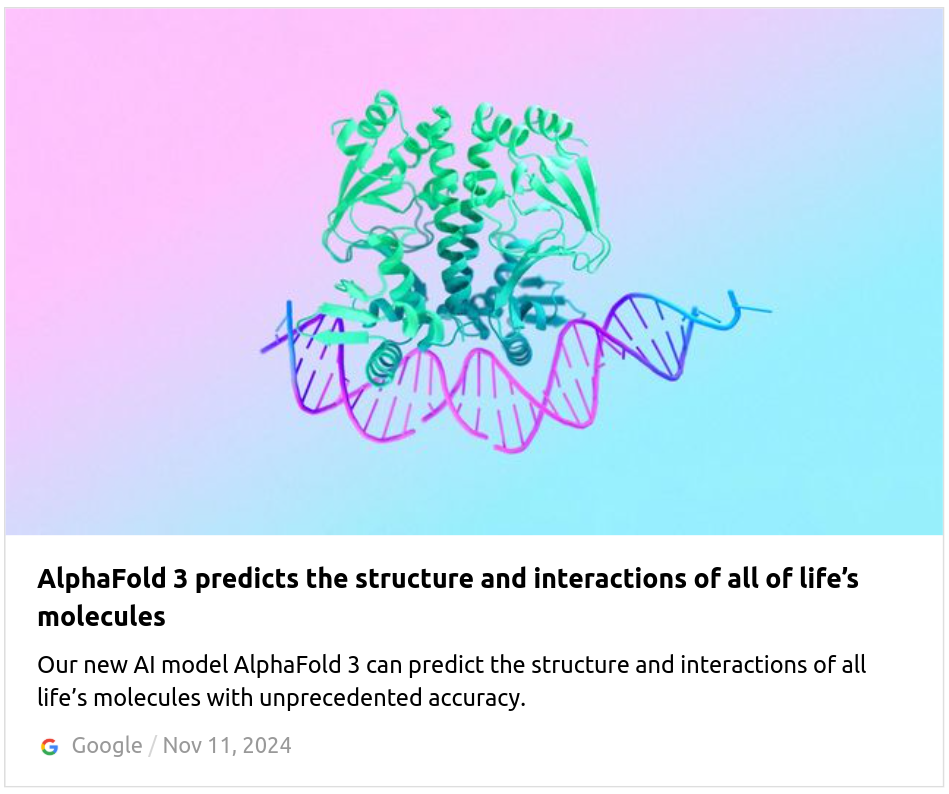 AlphaFold 3 predicts the structure and interactions of all of life’s
molecules
Our new AI model AlphaFold 3 can predict the structure and interactions of all
life’s molecules with unprecedented accuracy.
Google / Nov 11, 2024